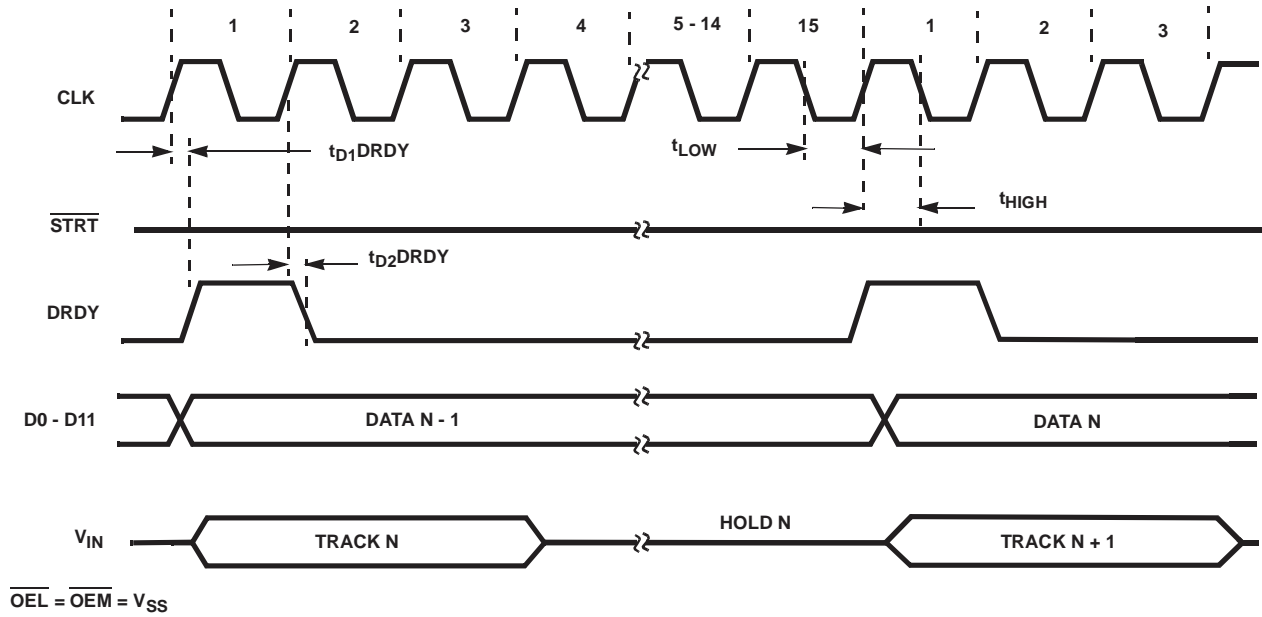 1 2 3 4 5 - 14 15 1 2 3
CLK
tD1DRDY
tLOW
tHIGH
STRT
tD2DRDY
DRDY
D0 - D11
DATA N - 1
DATA N
HOLD N
VIN
TRACK N
TRACK N + 1
OEL = OEM = VSS